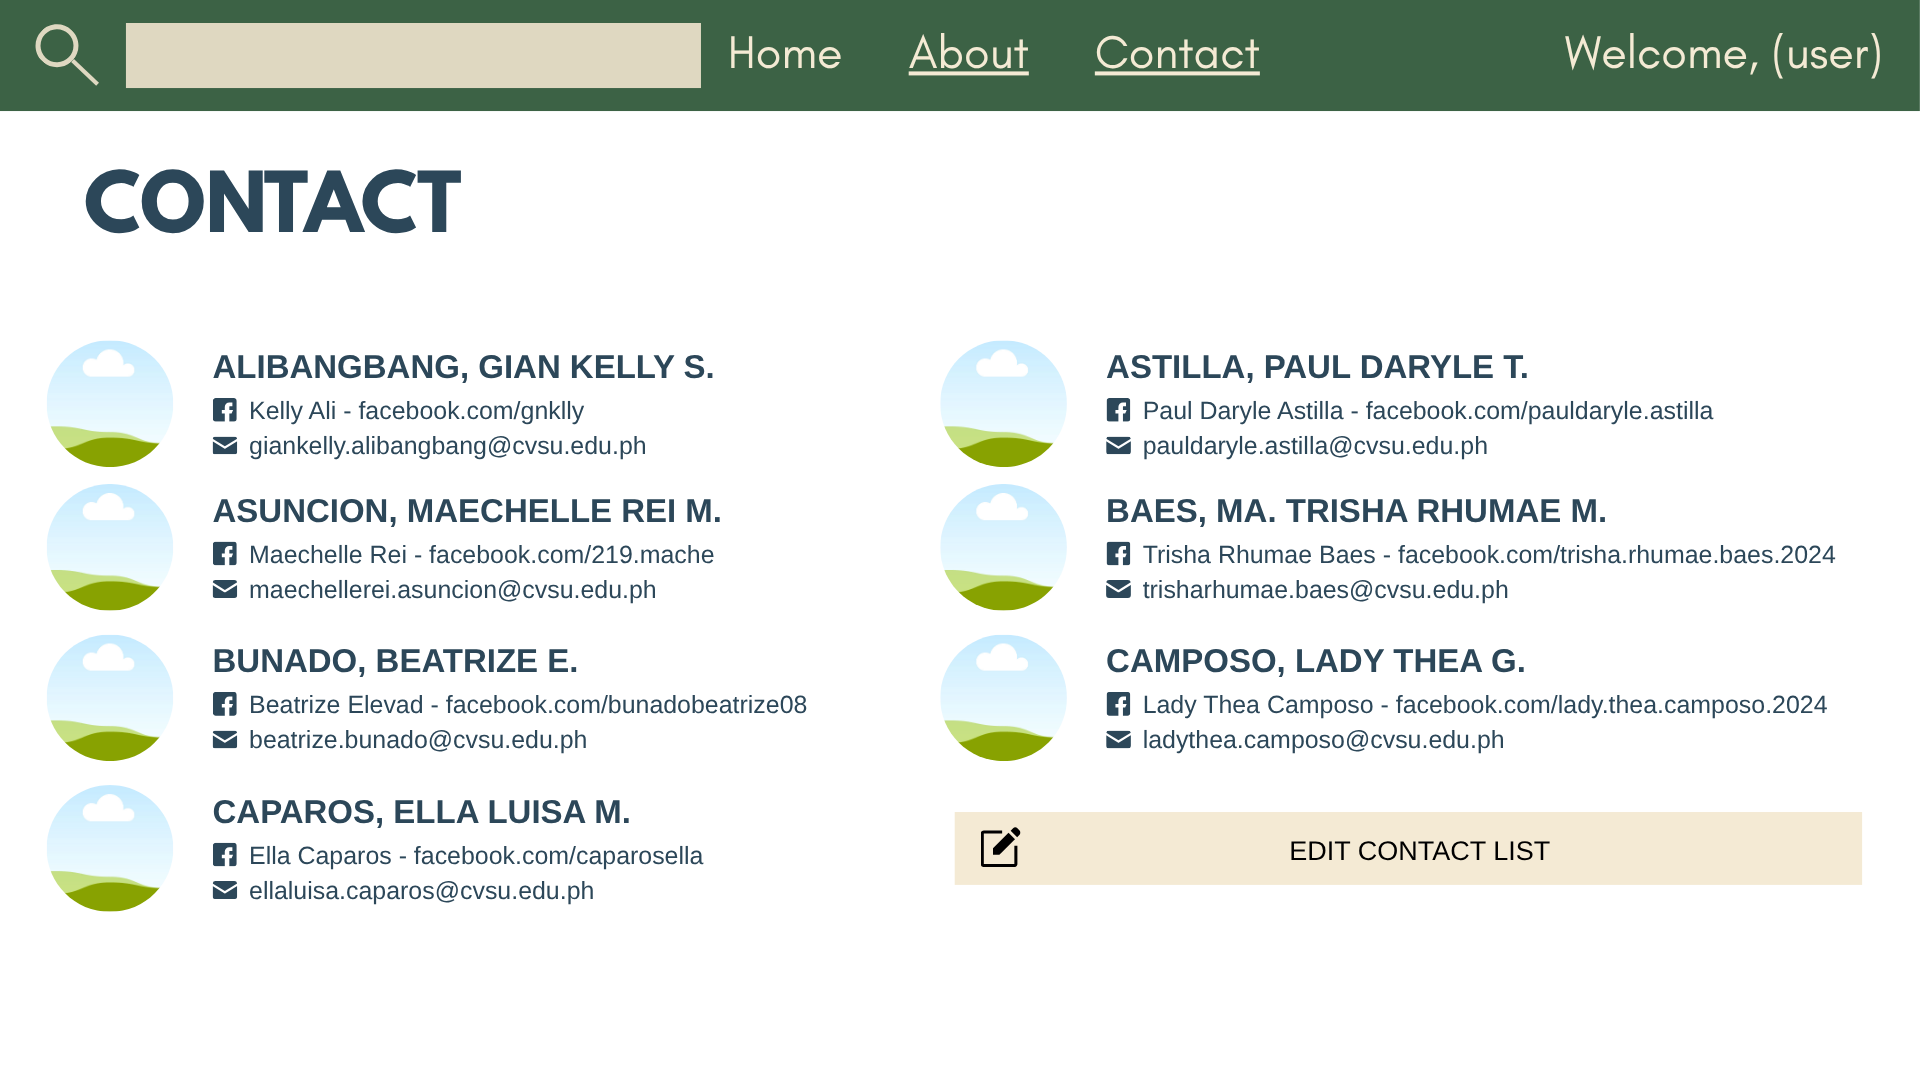 Home About Contact Welcome, (user)
CONTACT
ALIBANGBANG, GIAN KELLY S.
Kelly Ali - facebook.com/gnklly
giankelly.alibangbang@cvsu.edu.ph
ASTILLA, PAUL DARYLE T.
Paul Daryle Astilla - facebook.com/pauldaryle.astilla
pauldaryle.astilla@cvsu.edu.ph
ASUNCION, MAECHELLE REI M.
Maechelle Rei - facebook.com/219.mache
maechellerei.asuncion@cvsu.edu.ph
BAES, MA. TRISHA RHUMAE M.
Trisha Rhumae Baes - facebook.com/trisha.rhumae.baes.2024
trisharhumae.baes@cvsu.edu.ph
BUNADO, BEATRIZE E.
Beatrize Elevad - facebook.com/bunadobeatrize08
beatrize.bunado@cvsu.edu.ph
CAMPOSO, LADY THEA G.
Lady Thea Camposo - facebook.com/lady.thea.camposo.2024
ladythea.camposo@cvsu.edu.ph
CAPAROS, ELLA LUISA M.
Ella Caparos - facebook.com/caparosella
ellaluisa.caparos@cvsu.edu.ph
EDIT CONTACT LIST